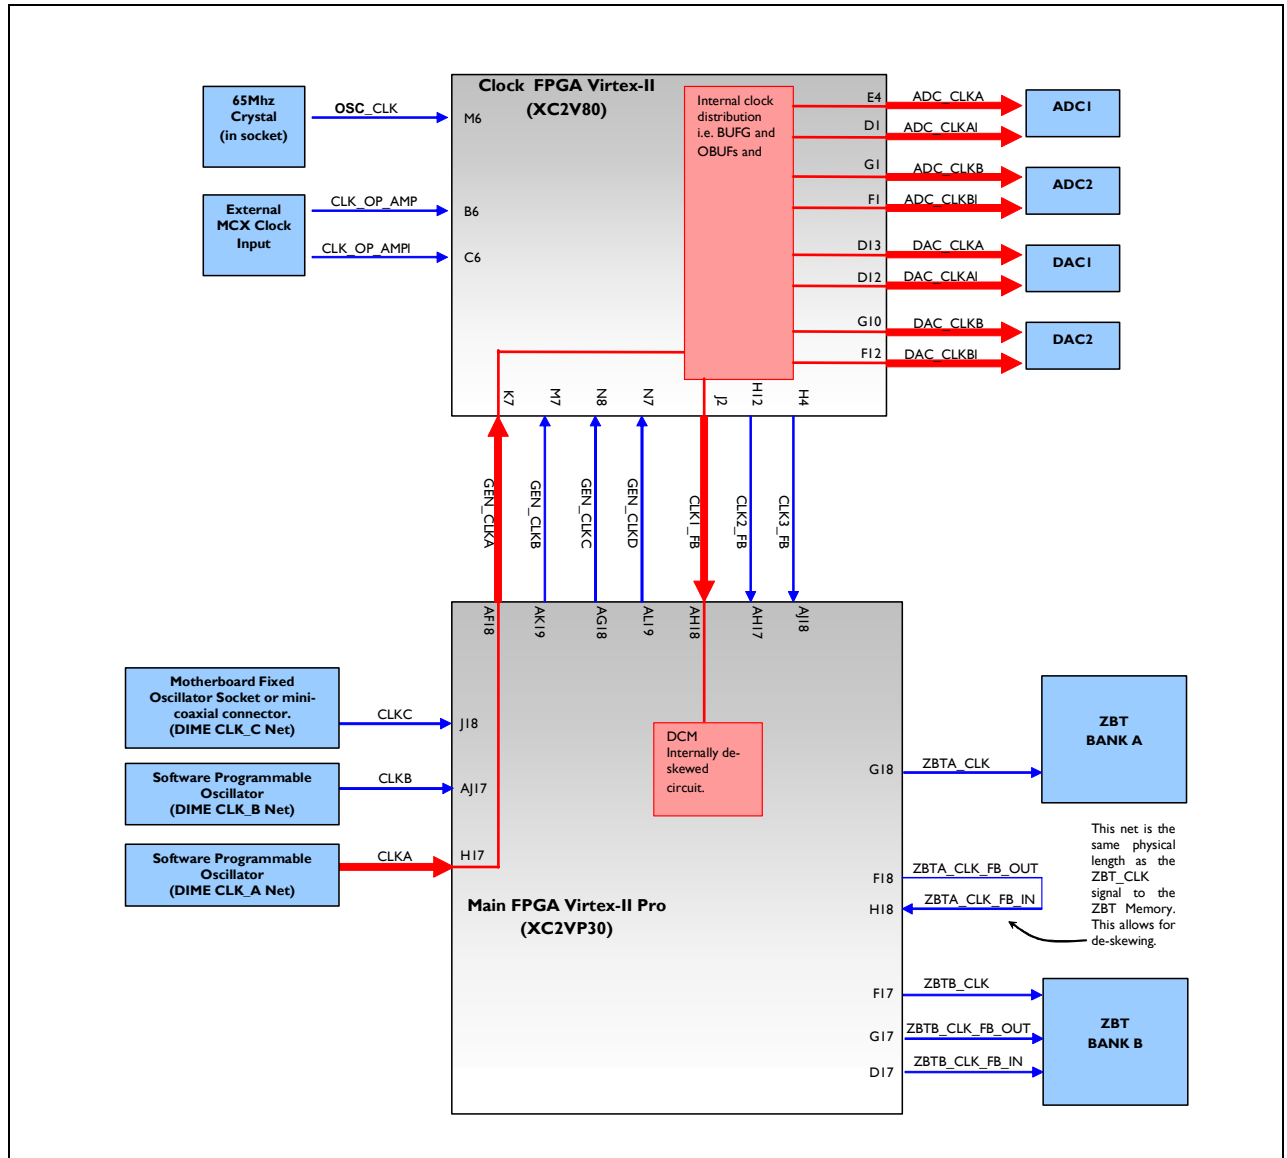 65Mhz
Crystal
(in socket)
OSC_CLK
M6
Clock FPGA Virtex-II
(XC2V80)
Internal clock
distribution
i.e. BUFG and
OBUFs and
E4
ADC_CLKA
D1
ADC_CLKAI
ADC1
G1
ADC_CLKB
F1
ADC_CLKBI
ADC2
External
MCX Clock
Input
CLK_OP_AMP
B6
CLK_OP_AMPI
C6
D13
DAC_CLKA
D12
DAC_CLKAI
DAC1
G10
DAC_CLKB
F12
DAC_CLKBI
DAC2
K7
M7
N8
N7
J2
H12
H4
GEN_CLKA
GEN_CLKB
GEN_CLKC
GEN_CLKD
CLK1_FB
CLK2_FB
CLK3_FB
AF18
AK19
AG18
AL19
AH18
AH17
AJ18
Motherboard Fixed
Oscillator Socket or mini-
coaxial connector.
(DIME CLK_C Net)
CLKC
J18
Software Programmable
Oscillator
(DIME CLK_B Net)
CLKB
AJ17
Software Programmable
Oscillator
(DIME CLK_A Net)
CLKA
H17
DCM
Internally de-
skewed
circuit.
Main FPGA Virtex-II Pro
(XC2VP30)
G18
ZBTA_CLK
ZBT
BANK A
F18
ZBTA_CLK_FB_OUT
H18
ZBTA_CLK_FB_IN
This net is the
same physical
length as the
ZBT_CLK
signal to the
ZBT Memory.
This allows for
de-skewing.
F17
ZBTB_CLK
G17
ZBTB_CLK_FB_OUT
D17
ZBTB_CLK_FB_IN
ZBT
BANK B